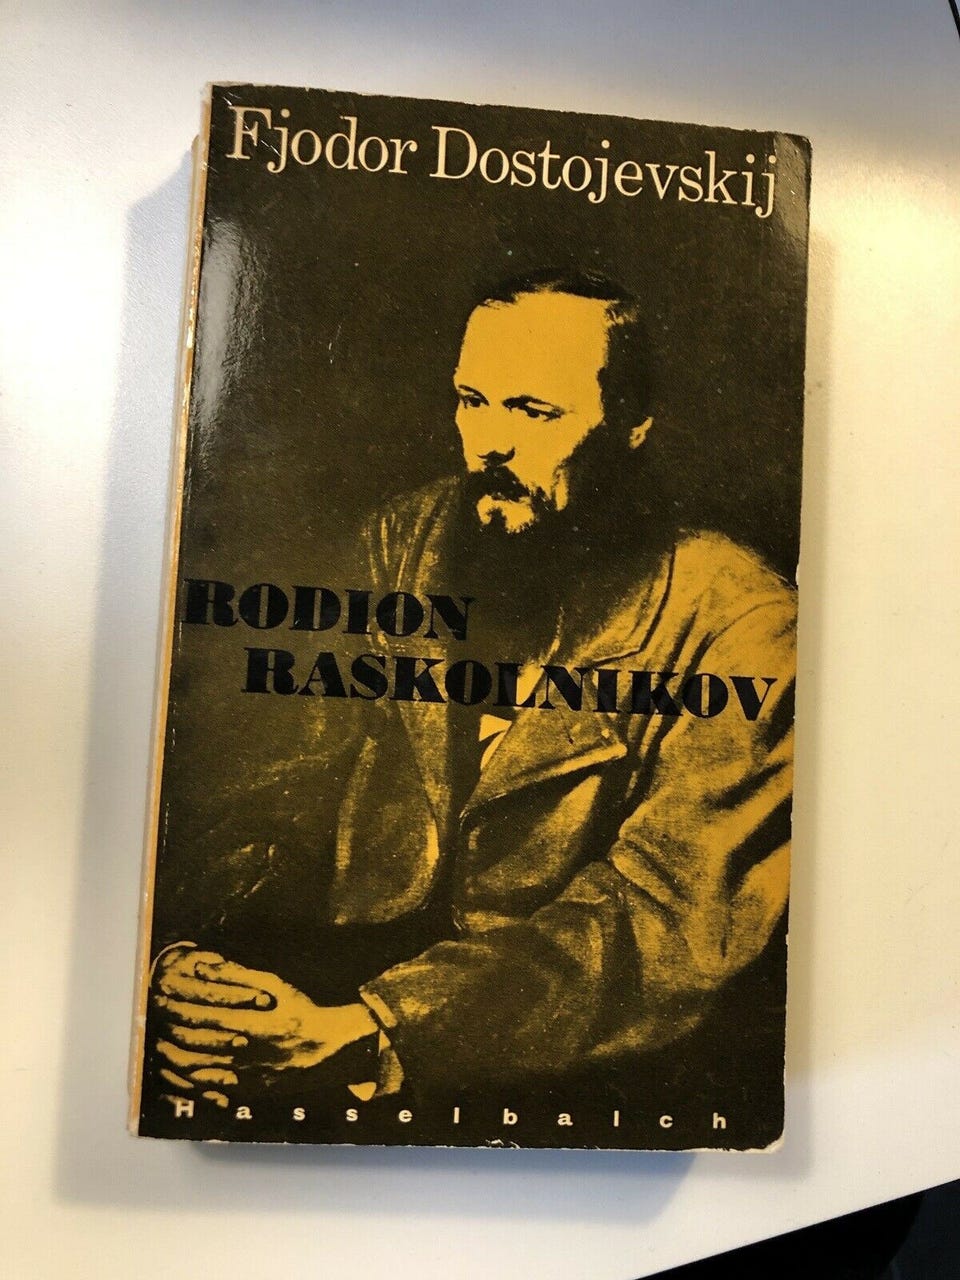 Fjodor Dostojevskij
RODION
RASKOLNIKOV
Hasselbalch